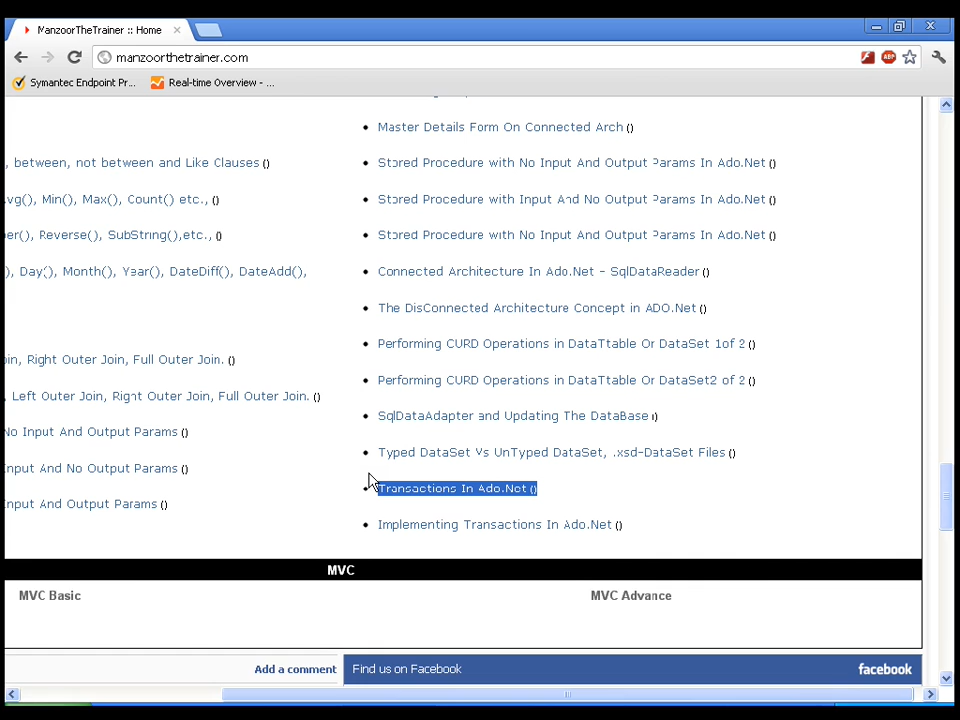 ManzoorTheTrainer :: Home
manzoorthetrainer.com
ABP
Symantec Endpoint Pr...
Real-time Overview - ...
Master Details Form On Connected Arch ()
, between, not between and Like Clauses ()
Stored Procedure with No Input And Output Params In Ado.Net ()
vg(), Min(), Max(), Count() etc., ()
Stored Procedure with Input And No Output Params In Ado.Net ()
er(), Reverse(), SubString(),etc., ()
Stored Procedure with No Input And Output Params In Ado.Net ()
), Day(), Month(), Year(), DateDiff(), DateAdd(),
Connected Architecture In Ado.Net - SqlDataReader ()
The DisConnected Architecture Concept in ADO.Net ()
Performing CURD Operations in DataTtable Or DataSet 1of 2 ()
oin, Right Outer Join, Full Outer Join. ()
Performing CURD Operations in DataTtable Or DataSet2 of 2 ()
, Left Outer Join, Right Outer Join, Full Outer Join. ()
SqlDataAdapter and Updating The DataBase ()
No Input And Output Params ()
Typed DataSet Vs UnTyped DataSet, .xsd-DataSet Files ()
Input And No Output Params ()
Transactions In Ado.Net ()
Input And Output Params ()
Implementing Transactions In Ado.Net ()
MVC
MVC Basic
MVC Advance
Add a comment
Find us on Facebook
facebook